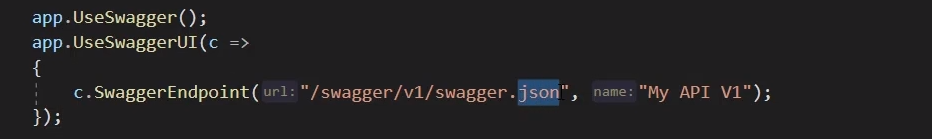 app.UseSwagger();
app.UseSwaggerUI(c =>
{
c.SwaggerEndpoint(url:"/swagger/v1/swagger.json", name:"My API V1");
});